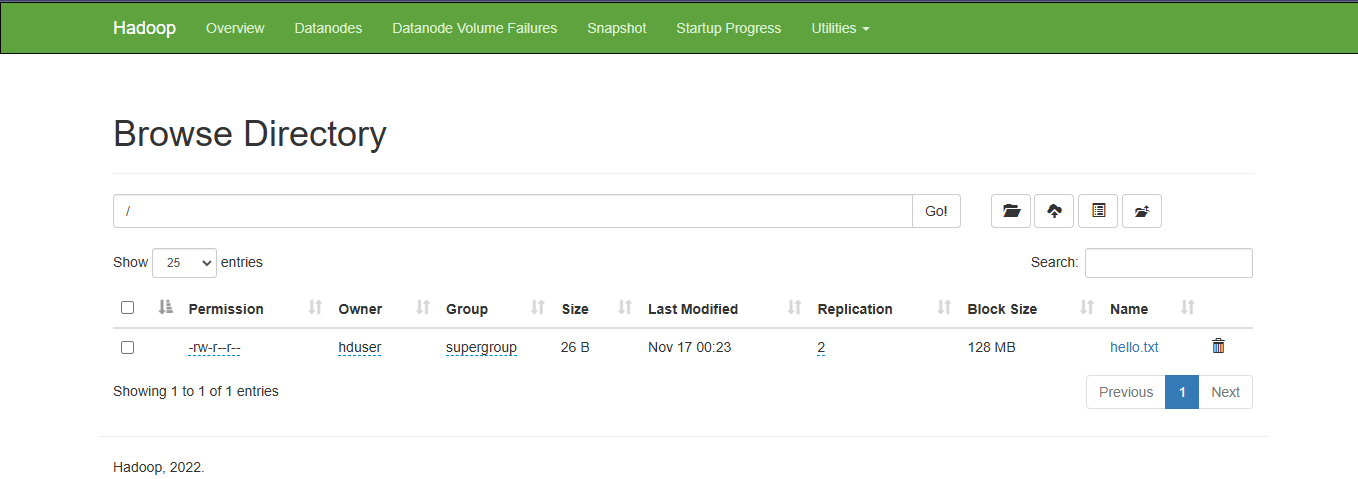 Hadoop Overview Datanodes Datanode Volume Failures Snapshot Startup Progress Utilities
Browse Directory
/ Go!
Show 25 entries Search:
Permission Owner Group Size Last Modified Replication Block Size Name
-rw-r--r-- hduser supergroup 26 B Nov 17 00:23 2 128 MB hello.txt
Showing 1 to 1 of 1 entries Previous 1 Next
Hadoop, 2022.